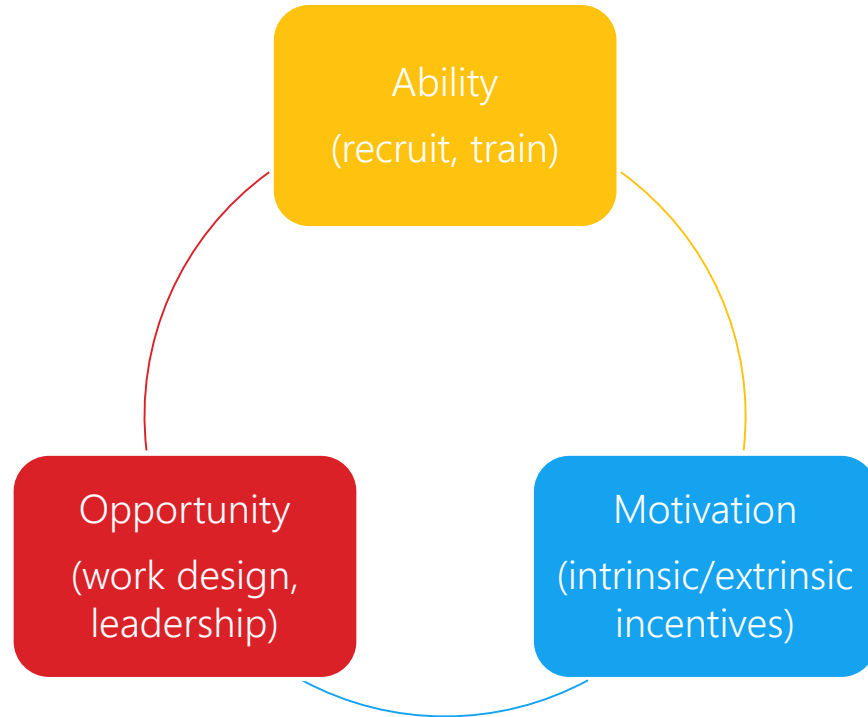 Ability
(recruit, train)
Opportunity
(work design,
leadership)
Motivation
(intrinsic/extrinsic
incentives)